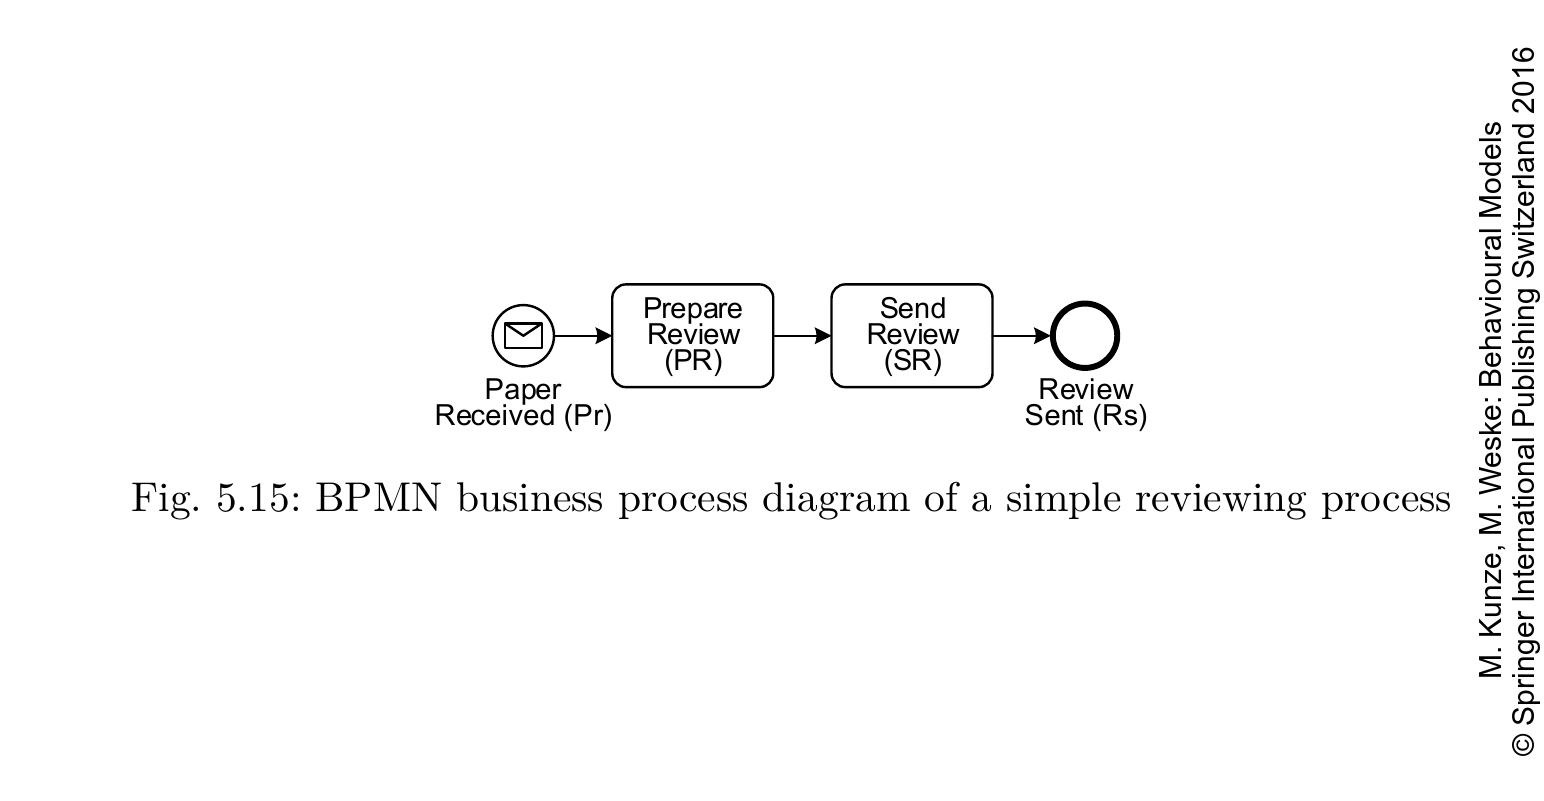 Paper
Received (Pr)
Prepare
Review
(PR)
Send
Review
(SR)
Review
Sent (Rs)
Fig. 5.15: BPMN business process diagram of a simple reviewing process
M. Kunze, M. Weske: Behavioural Models
© Springer International Publishing Switzerland 2016